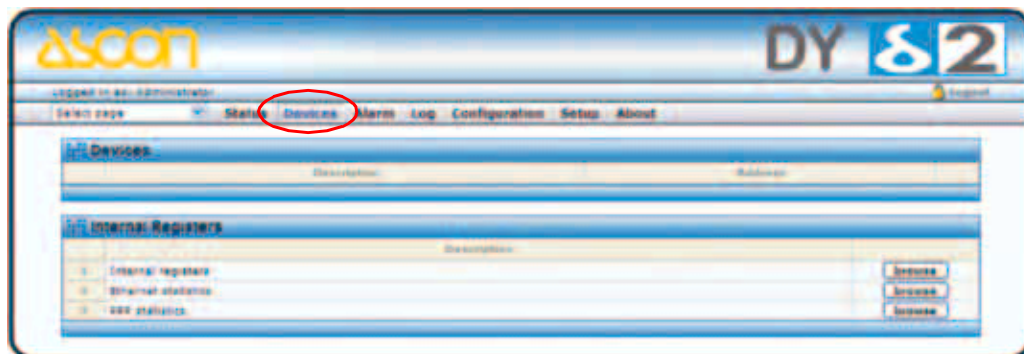 ascon DY δ 2
Logged in as: Administrator Logout
Select page Status Devices Alarm Log Configuration Setup About
Devices
Description Address
Internal Registers
Description
Internal registers browse
Ethernet statistics browse
statistics browse